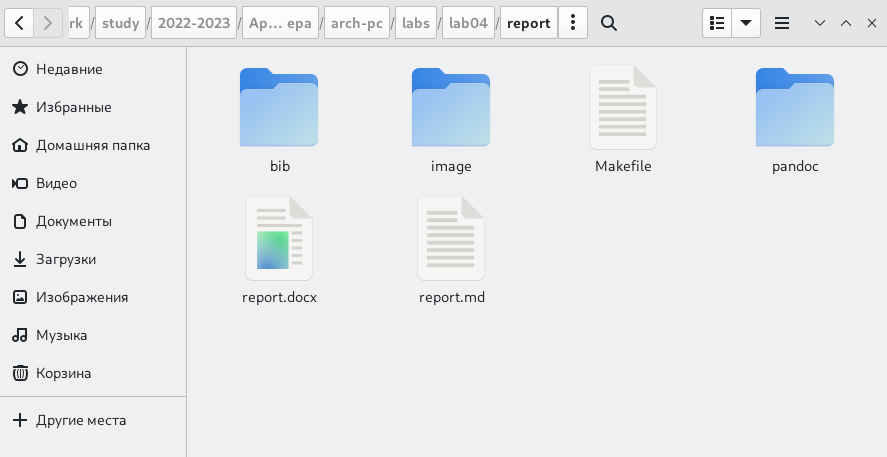 rk / study / 2022-2023 / Ар… ера / arch-pc / labs / lab04 / report
Недавние
Избранные
Домашняя папка
Видео
Документы
Загрузки
Изображения
Музыка
Корзина
Другие места
bib image Makefile pandoc
report.docx report.md